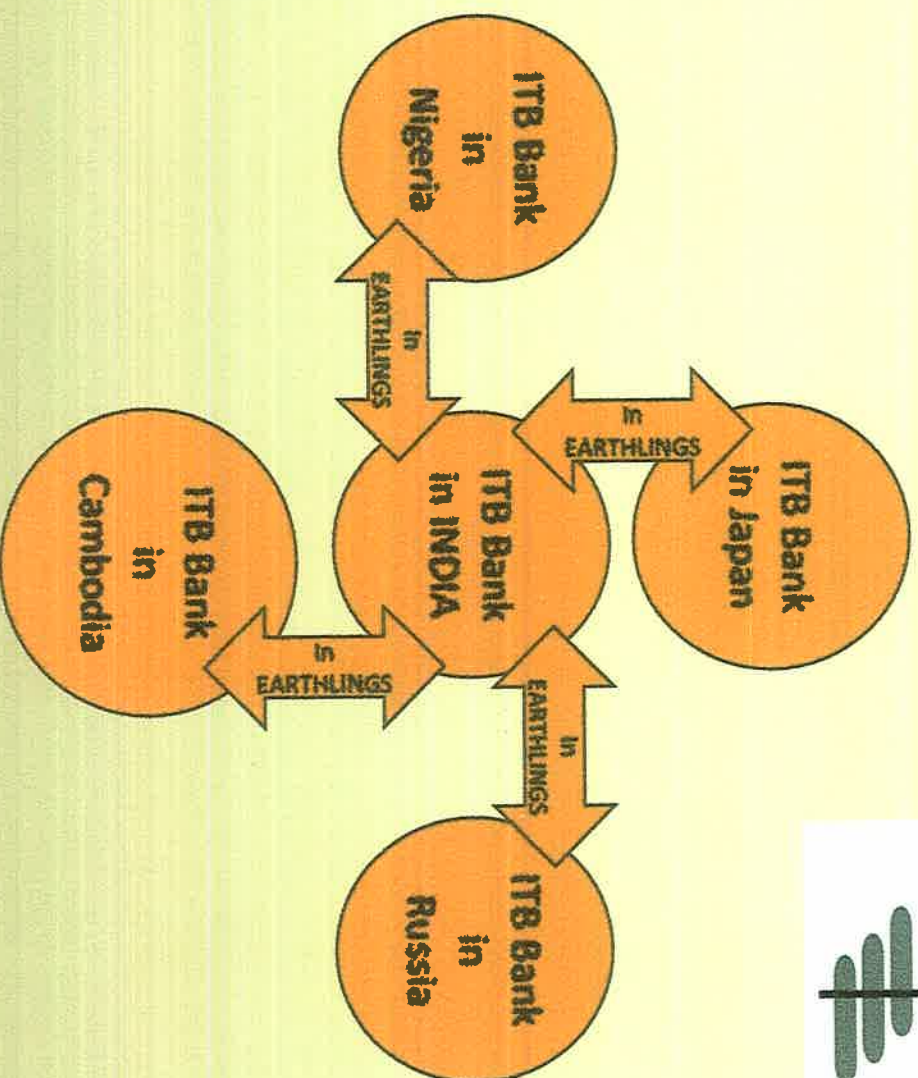 ITB Bank
in Japan
In
EARTHLINGS
ITB Bank
in
Nigeria
In
EARTHLINGS
ITB Bank
in INDIA
In
EARTHLINGS
ITB Bank
in
Russia
In
EARTHLINGS
ITB Bank
in
Cambodia